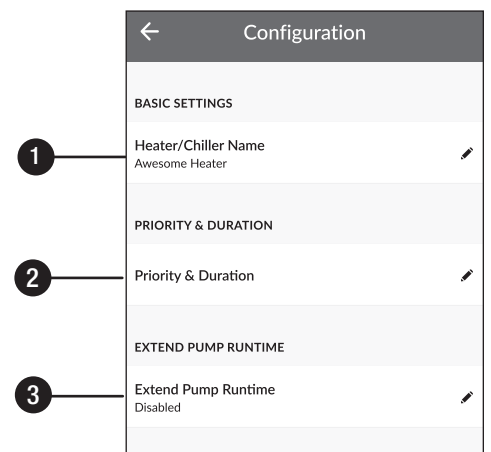 Configuration
BASIC SETTINGS
1
Heater/Chiller Name
Awesome Heater
PRIORITY & DURATION
2
Priority & Duration
EXTEND PUMP RUNTIME
3
Extend Pump Runtime
Disabled